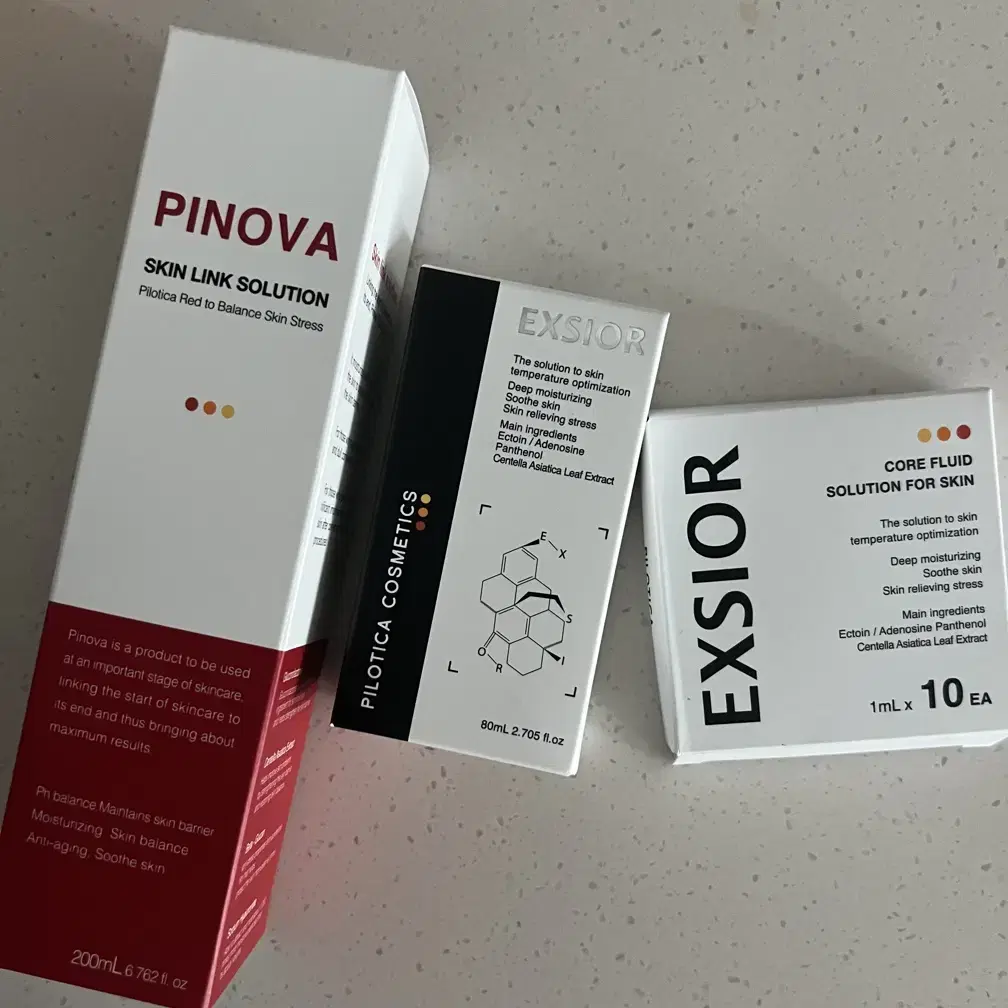 PINOVA
SKIN LINK SOLUTION
Pilotica Red to Balance Skin Stress
Pinova is a product to be used
at an important stage of skincare,
linking the start of skincare to
its end and thus bringing about
maximum results.
Ph balance Maintains skin barrier
Moisturizing. Skin balance
Anti-aging, Soothe skin
200mL 6.762 fl. oz
PILOTICA COSMETICS
EXSIOR
The solution to skin
temperature optimization
Deep moisturizing
Soothe skin
Skin relieving stress
Main ingredients
Ectoin / Adenosine
Panthenol
Centella Asiatica Leaf Extract
E
X
S
I
O
R
80mL 2.705 fl.oz
EXSIOR
CORE FLUID
SOLUTION FOR SKIN
The solution to skin
temperature optimization
Deep moisturizing
Soothe skin
Skin relieving stress
Main ingredients
Ectoin / Adenosine Panthenol
Centella Asiatica Leaf Extract
1mL x 10 EA